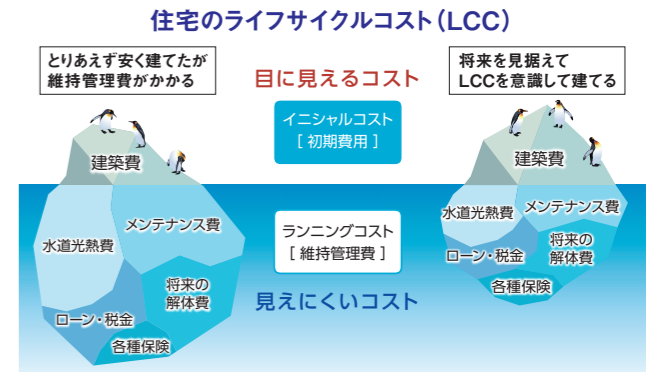 住宅のライフサイクルコスト（LCC）
とりあえず安く建てたが
維持管理費がかかる
目に見えるコスト
将来を見据えて
LCCを意識して建てる
イニシャルコスト
［ 初期費用 ］
建築費
建築費
水道光熱費
メンテナンス費
ランニングコスト
［ 維持管理費 ］
水道光熱費
メンテナンス費
ローン・税金
将来の
解体費
各種保険
見えにくいコスト
将来の
解体費
ローン・税金
各種保険